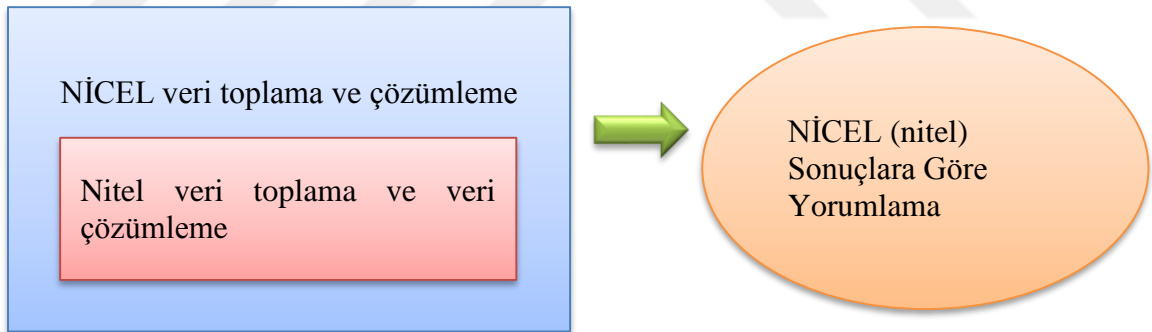 NİCEL veri toplama ve çözümleme
Nitel veri toplama ve veri
çözümleme
NİCEL (nitel)
Sonuçlara Göre
Yorumlama